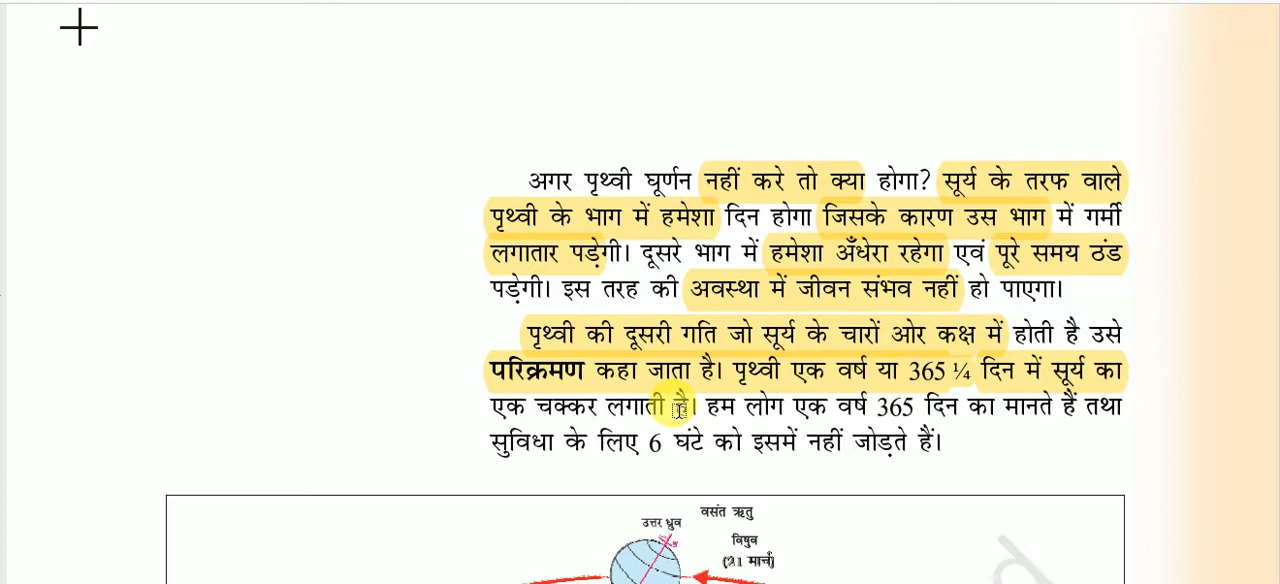 अगर पृथ्वी घूर्णन नहीं करे तो क्या होगा? सूर्य के तरफ वाले
पृथ्वी के भाग में हमेशा दिन होगा जिसके कारण उस भाग में गर्मी
लगातार पड़ेगी। दूसरे भाग में हमेशा अँधेरा रहेगा एवं पूरे समय ठंड
पड़ेगी। इस तरह की अवस्था में जीवन संभव नहीं हो पाएगा।
पृथ्वी की दूसरी गति जो सूर्य के चारों ओर कक्ष में होती है उसे
परिक्रमण कहा जाता है। पृथ्वी एक वर्ष या 365 ¼ दिन में सूर्य का
एक चक्कर लगाती है। हम लोग एक वर्ष 365 दिन का मानते हैं तथा
सुविधा के लिए 6 घंटे को इसमें नहीं जोड़ते हैं।
वसंत ऋतु
उत्तर ध्रुव
विषुव
(21 मार्च)